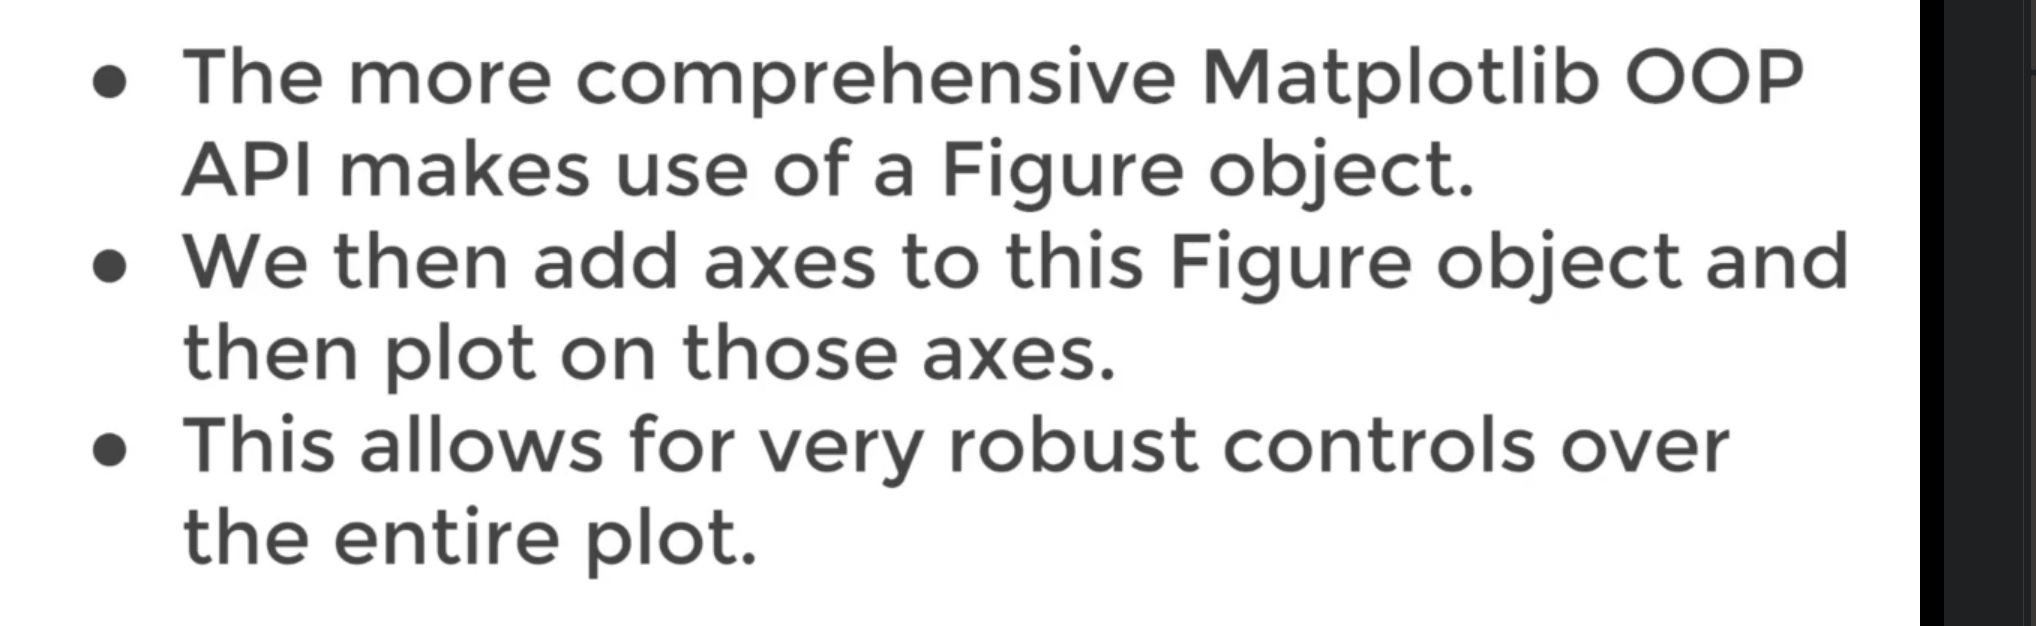 ● The more comprehensive Matplotlib OOP
API makes use of a Figure object.
● We then add axes to this Figure object and
then plot on those axes.
● This allows for very robust controls over
the entire plot.